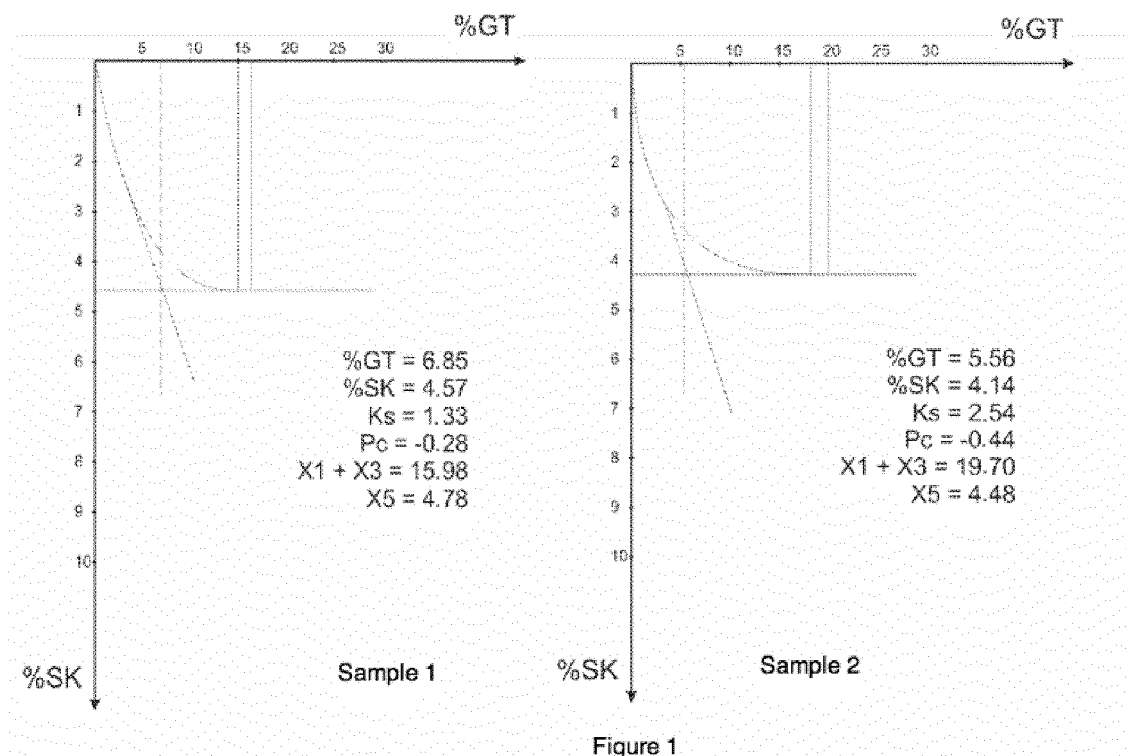 %GT
5 10 15 20 25 30
1
2
3
4
5
6
7
8
9
10
%GT = 6.85
%SK = 4.57
Ks = 1.33
Pc = -0.28
X1 + X3 = 15.98
X5 = 4.78
%SK
Sample 1
%GT
5 10 15 20 25 30
1
2
3
4
5
6
7
8
9
10
%GT = 5.56
%SK = 4.14
Ks = 2.54
Pc = -0.44
X1 + X3 = 19.70
X5 = 4.48
%SK
Sample 2
Figure 1